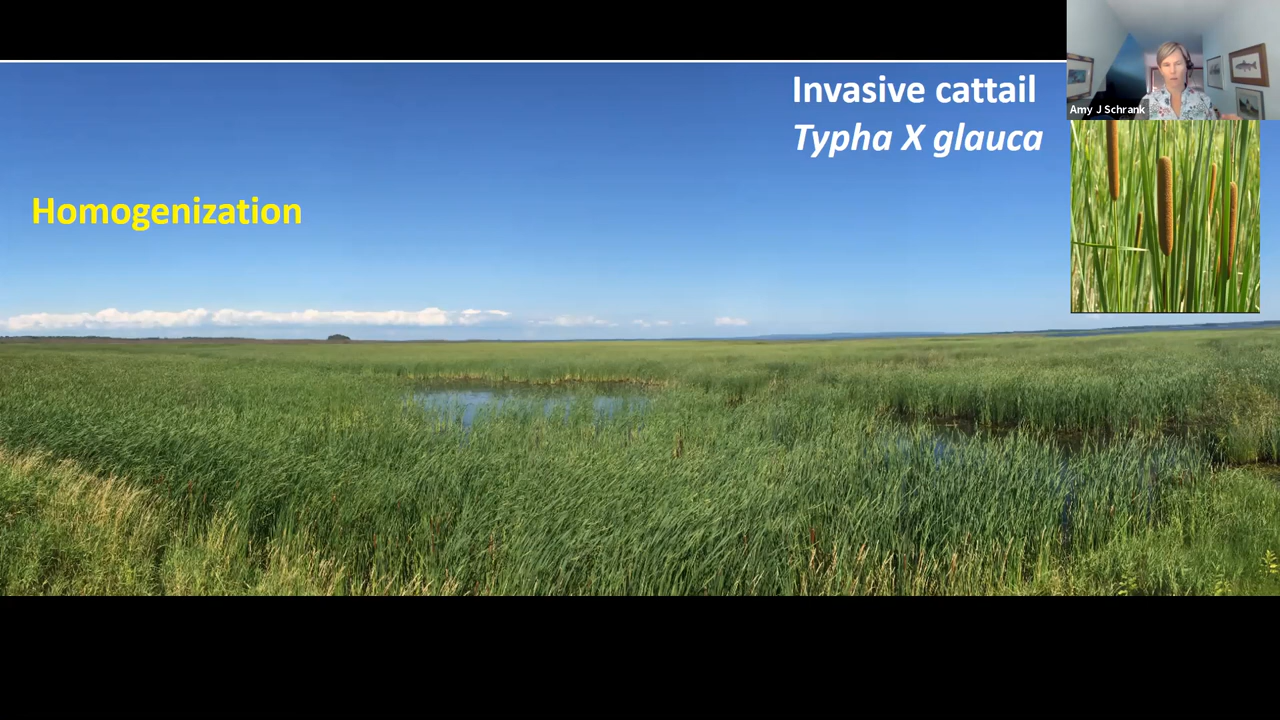 Invasive cattail
Typha X glauca
Amy J Schrank
Homogenization